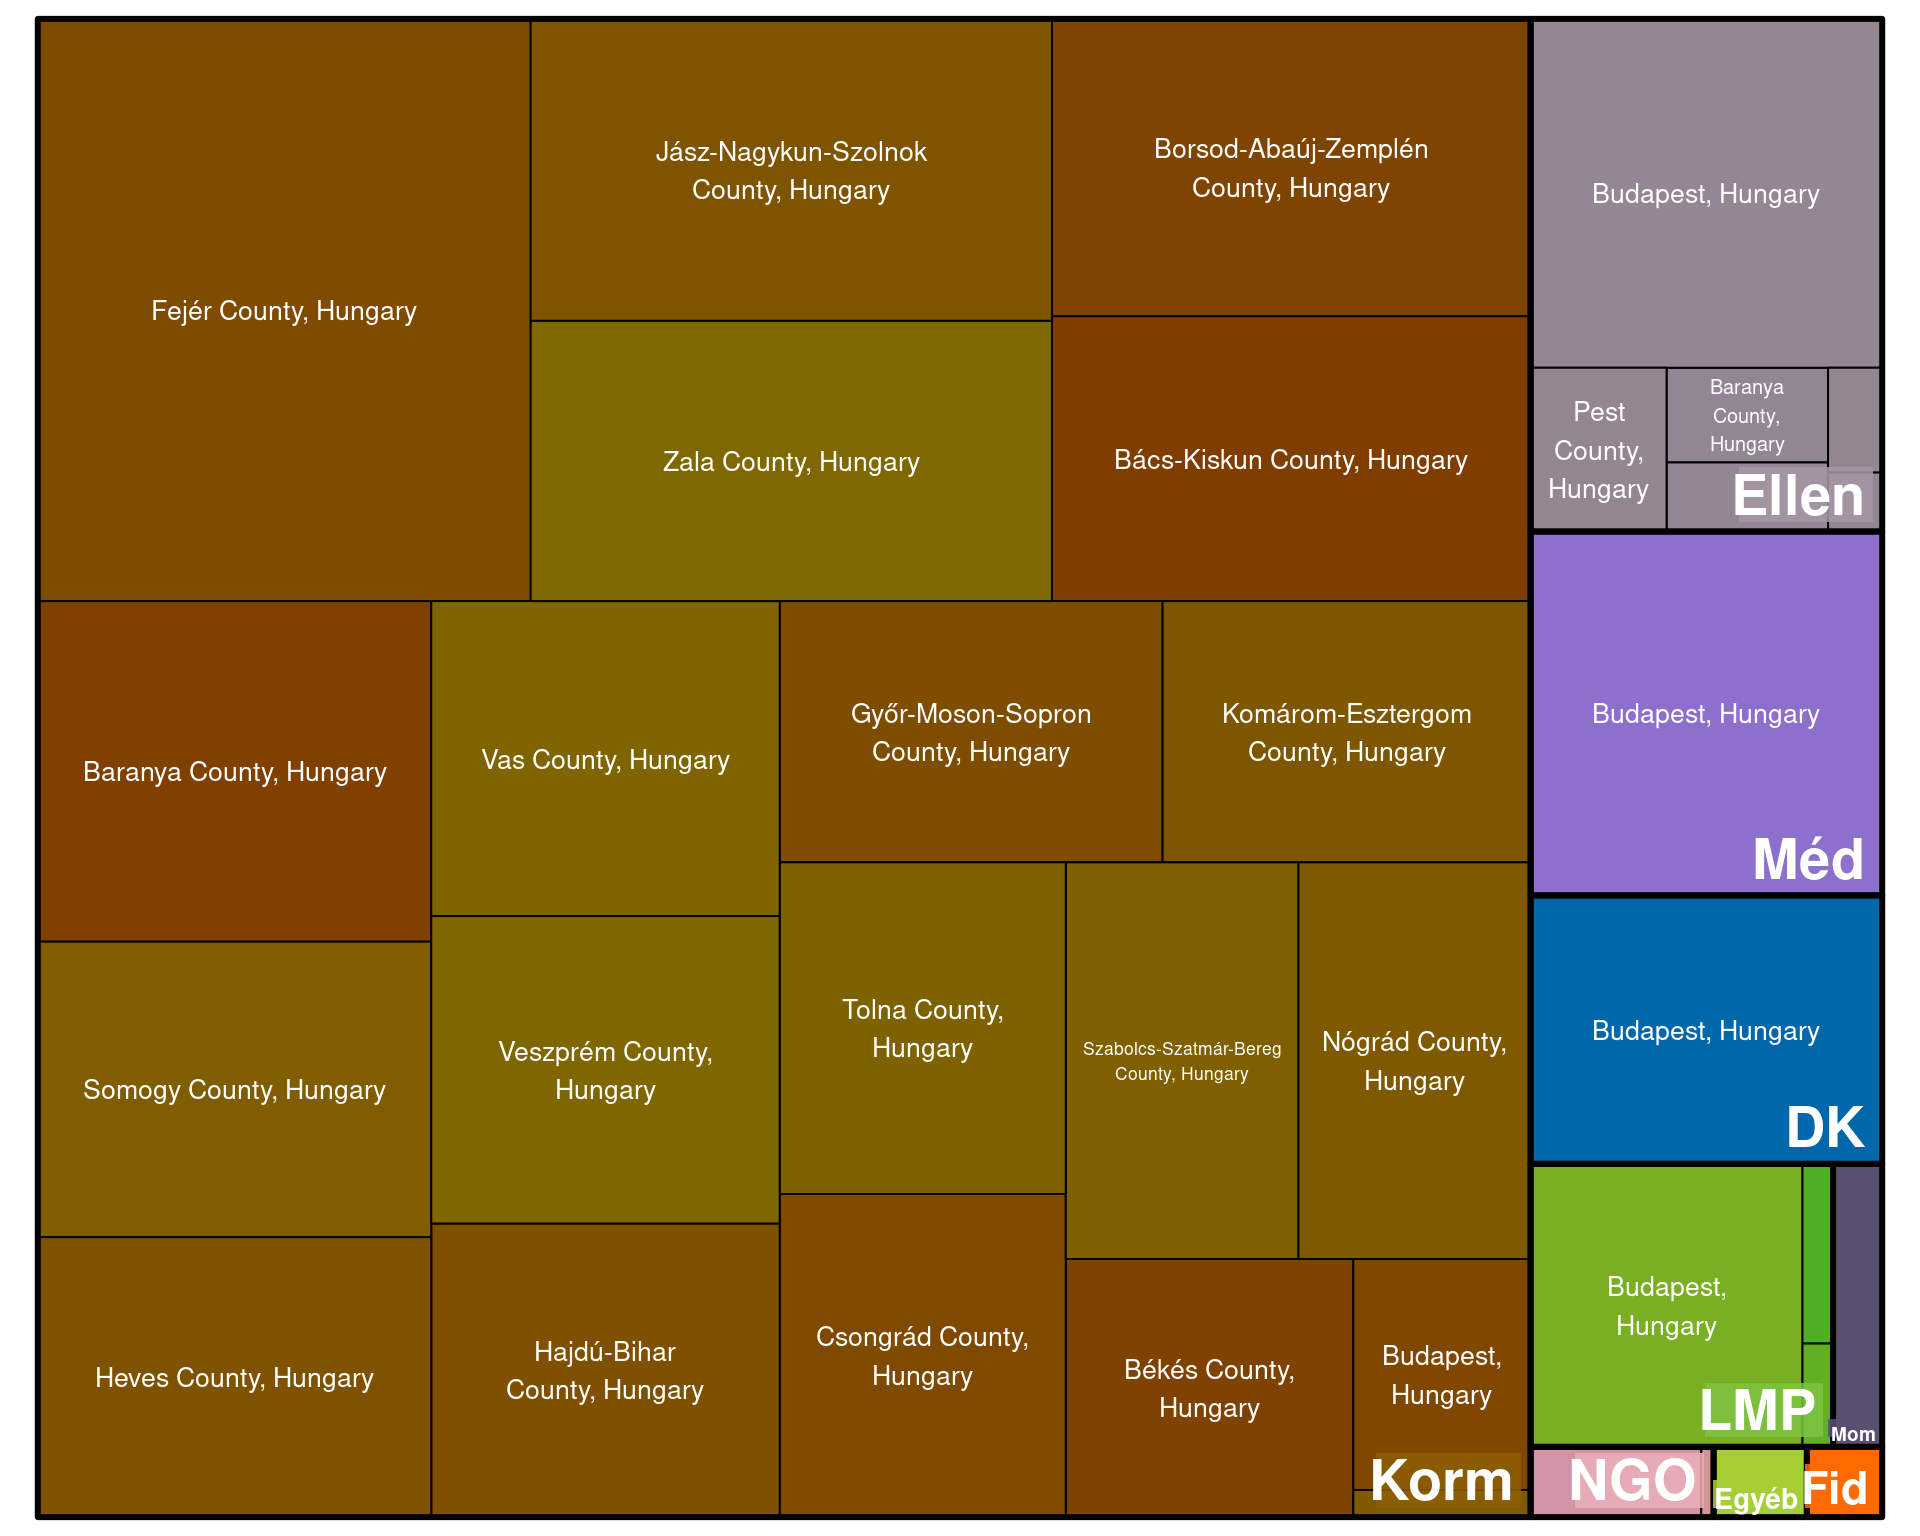 Fejér County, Hungary
Jász-Nagykun-Szolnok
County, Hungary
Zala County, Hungary
Borsod-Abaúj-Zemplén
County, Hungary
Bács-Kiskun County, Hungary
Baranya County, Hungary
Somogy County, Hungary
Heves County, Hungary
Vas County, Hungary
Veszprém County,
Hungary
Hajdú-Bihar
County, Hungary
Győr-Moson-Sopron
County, Hungary
Komárom-Esztergom
County, Hungary
Tolna County,
Hungary
Csongrád County,
Hungary
Szabolcs-Szatmár-Bereg
County, Hungary
Nógrád County,
Hungary
Békés County,
Hungary
Budapest,
Hungary
Korm
Budapest, Hungary
Pest
County,
Hungary
Baranya
County,
Hungary
Ellen
Budapest, Hungary
Méd
Budapest, Hungary
DK
Budapest,
Hungary
LMP
Mom
NGO
Egyéb
Fid